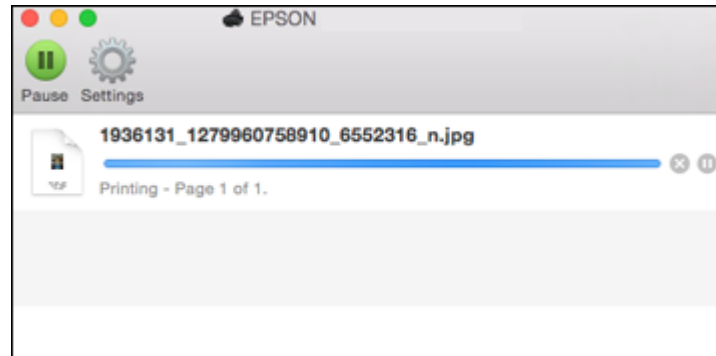 EPSON
Pause Settings
1936131_1279960758910_6552316_n.jpg
Printing - Page 1 of 1.